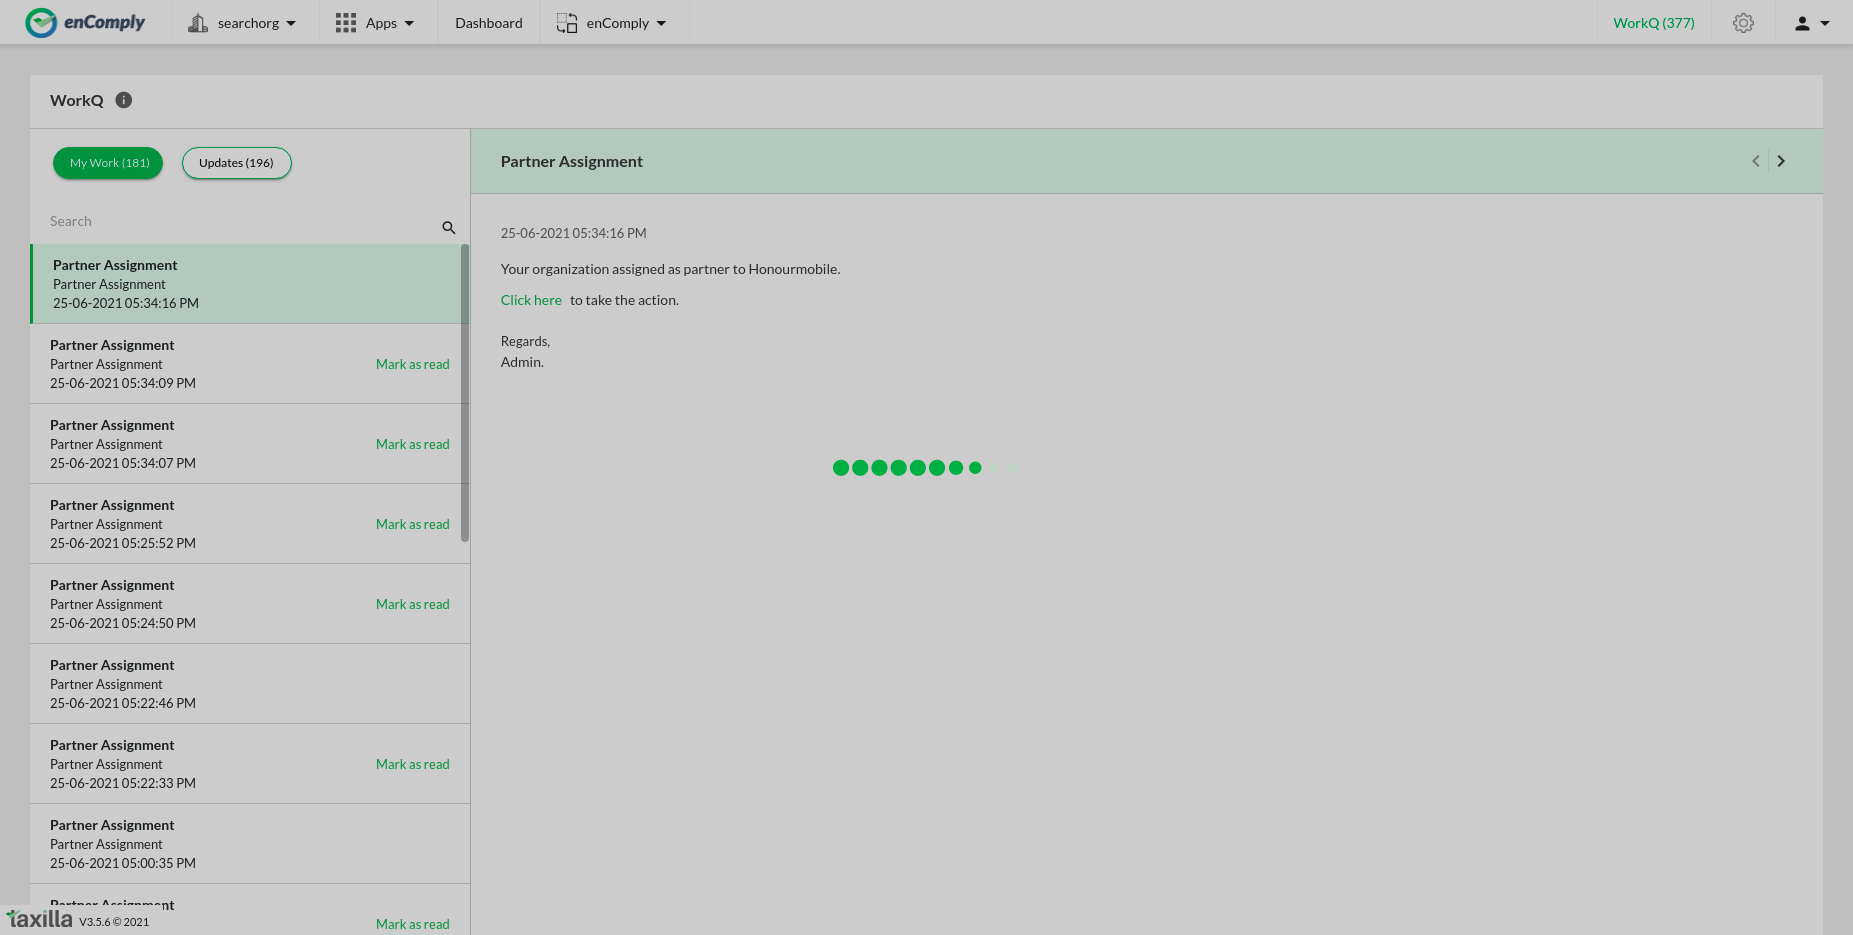 enComply
searchorg
Apps
Dashboard
enComply
WorkQ (377)
WorkQ
My Work (181)
Updates (196)
Search
Partner Assignment
Partner Assignment
25-06-2021 05:34:16 PM
Partner Assignment
Partner Assignment
Mark as read
25-06-2021 05:34:09 PM
Partner Assignment
Partner Assignment
Mark as read
25-06-2021 05:34:07 PM
Partner Assignment
Partner Assignment
Mark as read
25-06-2021 05:25:52 PM
Partner Assignment
Partner Assignment
Mark as read
25-06-2021 05:24:50 PM
Partner Assignment
Partner Assignment
25-06-2021 05:22:46 PM
Partner Assignment
Partner Assignment
Mark as read
25-06-2021 05:22:33 PM
Partner Assignment
Partner Assignment
25-06-2021 05:00:35 PM
Partner Assignment
Mark as read
Partner Assignment
25-06-2021 05:34:16 PM
Your organization assigned as partner to Honourmobile.
Click here to take the action.
Regards,
Admin.
taxilla V3.5.6 © 2021